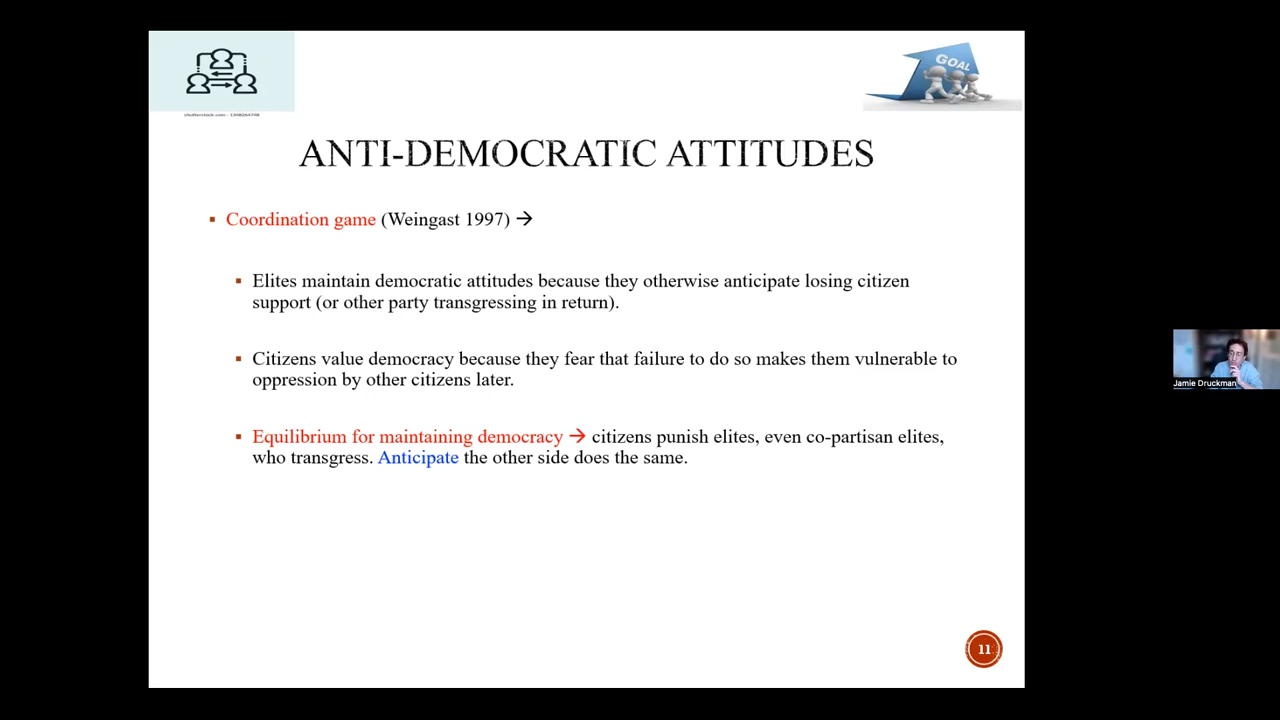 GOAL
shutterstock.com · 1348264748
ANTI-DEMOCRATIC ATTITUDES
Coordination game (Weingast 1997) →
Elites maintain democratic attitudes because they otherwise anticipate losing citizen
support (or other party transgressing in return).
Citizens value democracy because they fear that failure to do so makes them vulnerable to
oppression by other citizens later.
Equilibrium for maintaining democracy → citizens punish elites, even co-partisan elites,
who transgress. Anticipate the other side does the same.
Jamie Druckman
11